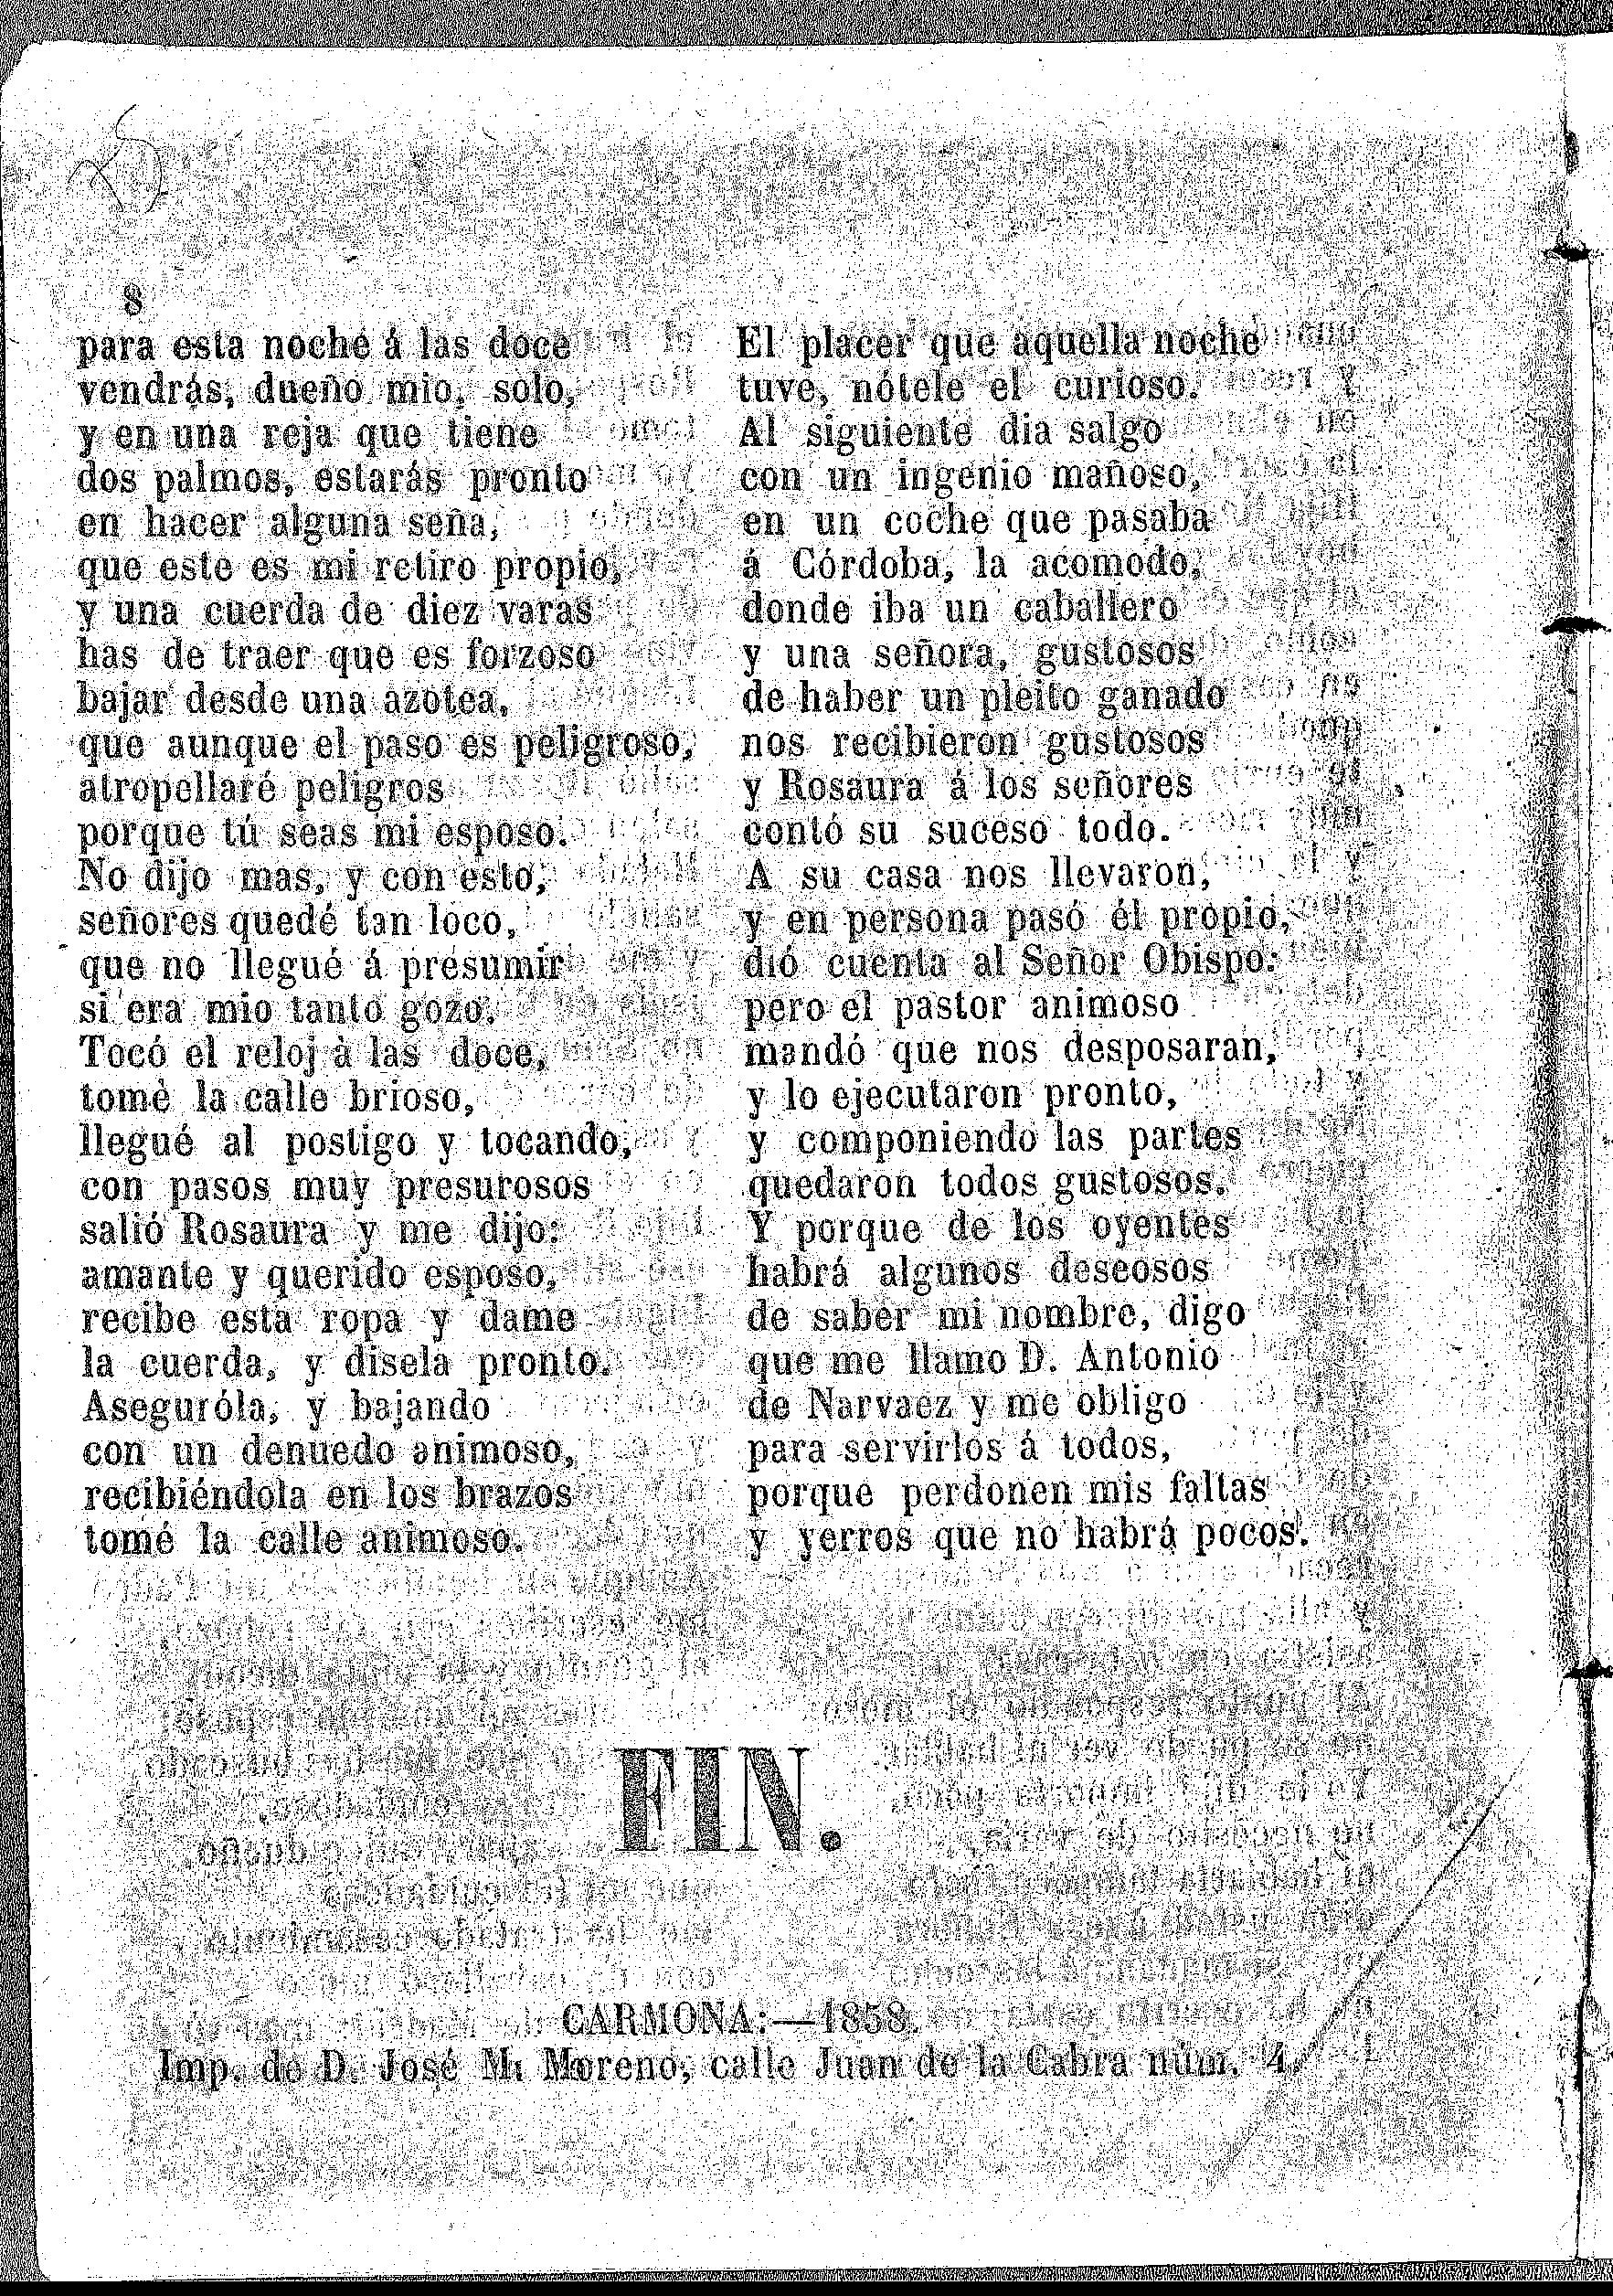 8
para esta noche á las doce
vendrás, dueño mio, solo,
y en una reja que tiene
dos palmos, estarás pronto
en hacer alguna seña,
que este es mi retiro propio,
y una cuerda de diez varas
has de traer que es forzoso
bajar desde una azotea,
que aunque el paso es peligroso,
atropellaré peligros
porque tú seas mi esposo.
No dijo mas, y con esto,
señores quedé tan loco,
que no llegué á presumir
si era mio tanto gozo.
Tocó el reloj à las doce,
tomè la calle brioso,
llegué al postigo y tocando,
con pasos muy presurosos
salió Rosaura y me dijo:
amante y querido esposo,
recibe esta ropa y dame
la cuerda, y dísela pronto.
Aseguróla, y bajando
con un denuedo animoso,
recibiéndola en los brazos
tomé la calle animoso.
El placer que aquella noche
tuve, nótele el curioso.
Al siguiente dia salgo
con un ingenio mañoso,
en un coche que pasaba
á Córdoba, la acomodo,
donde iba un caballero
y una señora, gustosos
de haber un pleito ganado
nos recibieron gustosos
y Rosaura á los señores
contó su suceso todo.
A su casa nos llevaron,
y en persona pasó él propio,
dió cuenta al Señor Obispo:
pero el pastor animoso
mandó que nos desposaran,
y lo ejecutaron pronto,
y componiendo las partes
quedaron todos gustosos.
Y porque de los oyentes
habrá algunos deseosos
de saber mi nombre, digo
que me llamo D. Antonio
de Narvaez y me obligo
para servirlos á todos,
porque perdonen mis faltas
y yerros que no habrá pocos.
FIN.
CARMONA:—1858.
Imp. de D. José M. Moreno, calle Juan de la Cabra núm. 4.